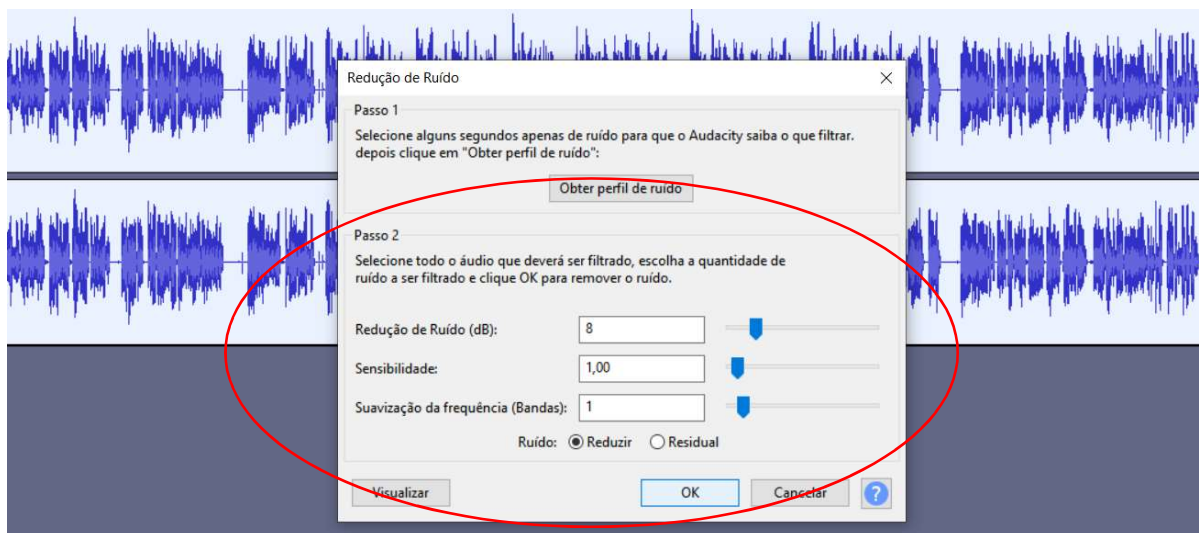 Redução de Ruído
Passo 1
Selecione alguns segundos apenas de ruído para que o Audacity saiba o que filtrar.
depois clique em "Obter perfil de ruído":
Obter perfil de ruído
Passo 2
Selecione todo o áudio que deverá ser filtrado, escolha a quantidade de
ruído a ser filtrado e clique OK para remover o ruído.
Redução de Ruído (dB): 8
Sensibilidade: 1,00
Suavização da frequência (Bandas): 1
Ruído: Reduzir Residual
Visualizar OK Cancelar ?